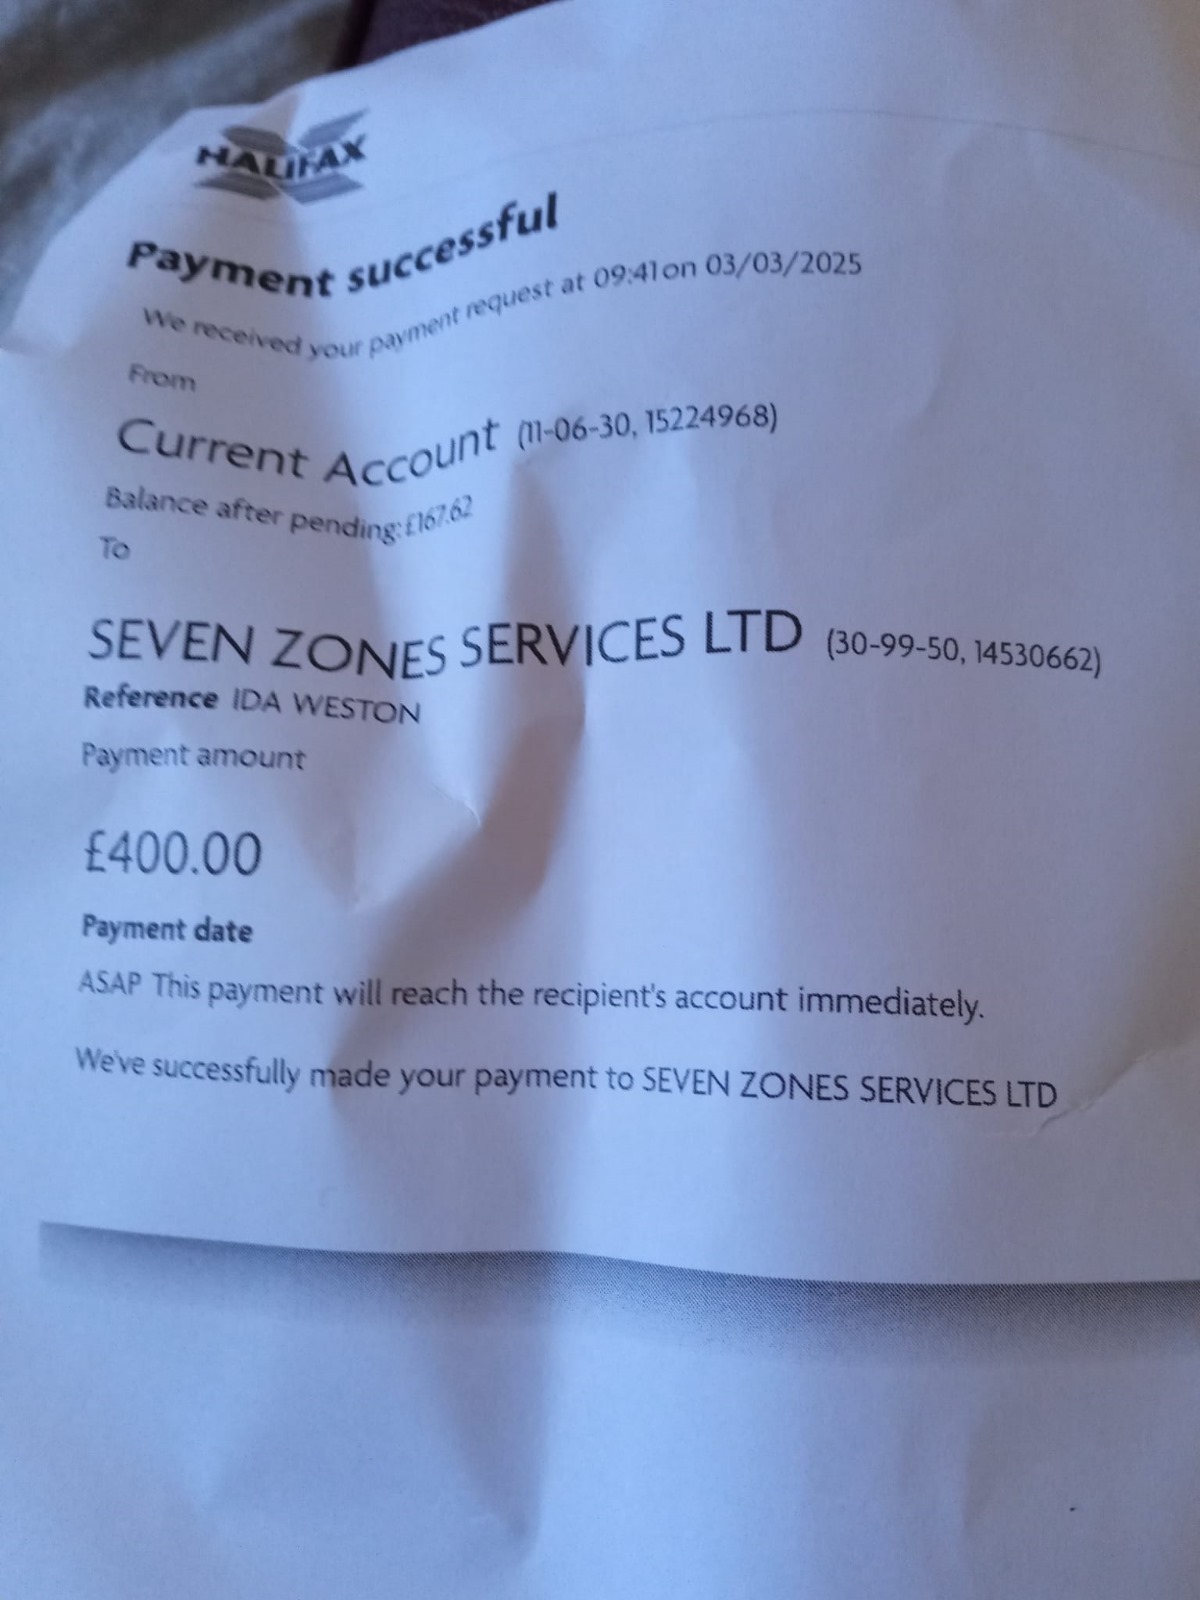 HALIFAX
Payment successful
We received your payment request at 09:41on 03/03/2025
From
Current Account (11-06-30, 15224968)
Balance after pending:£167.62
To
SEVEN ZONES SERVICES LTD (30-99-50, 14530662)
Reference IDA WESTON
Payment amount
£400.00
Payment date
ASAP This payment will reach the recipient's account immediately.
We've successfully made your payment to SEVEN ZONES SERVICES LTD